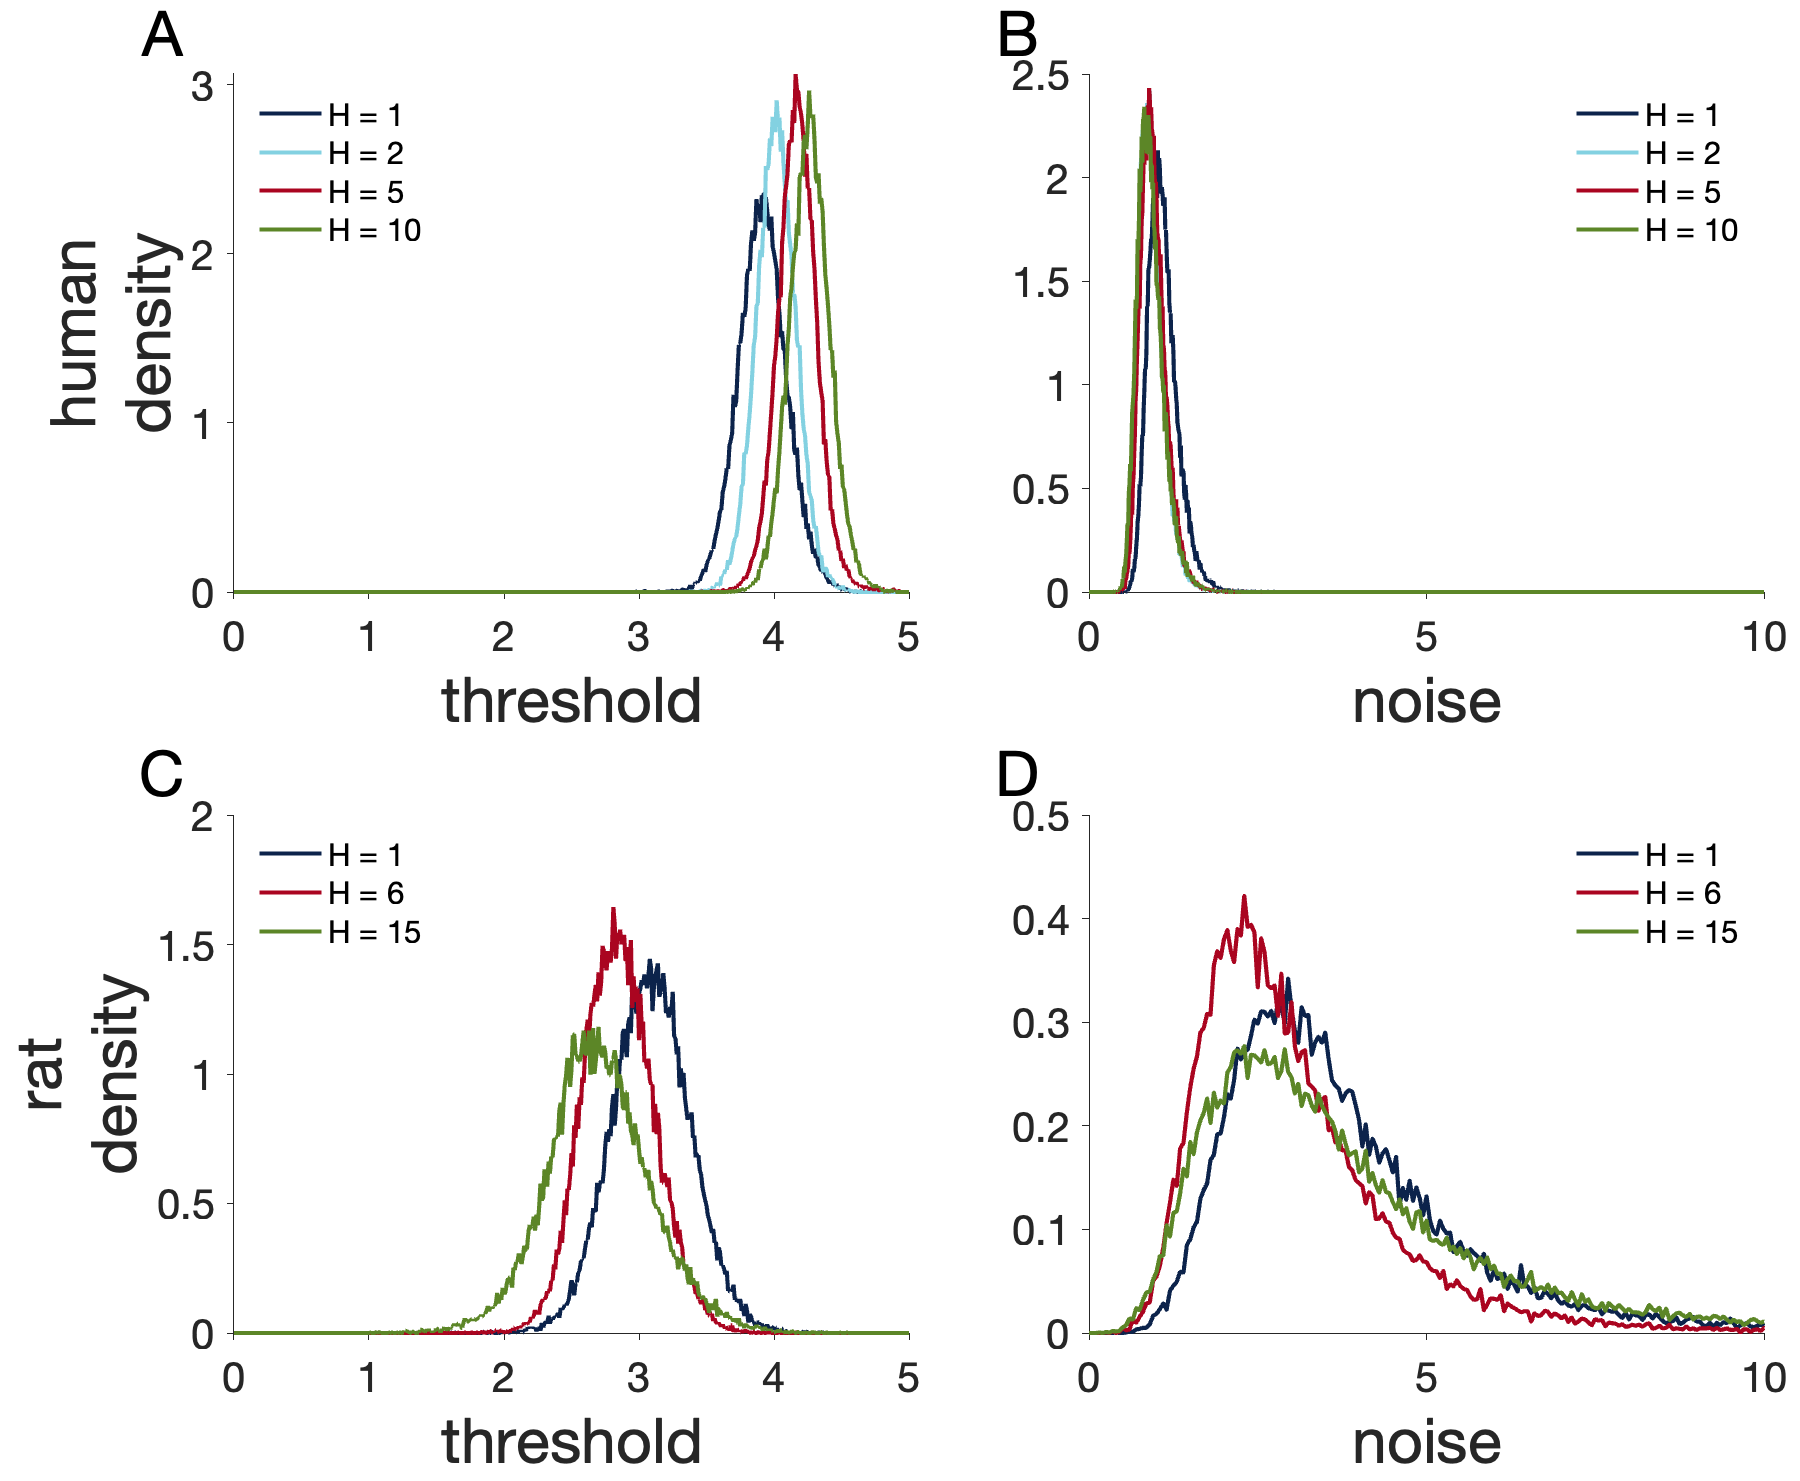 A
human
density
3
2
1
0
H = 1
H = 2
H = 5
H = 10
0 1 2 3 4 5
threshold
B
2.5
2
1.5
1
0.5
0
H = 1
H = 2
H = 5
H = 10
0 5 10
noise
C
rat
density
2
1.5
1
0.5
0
H = 1
H = 6
H = 15
0 1 2 3 4 5
threshold
D
0.5
0.4
0.3
0.2
0.1
0
H = 1
H = 6
H = 15
0 5 10
noise